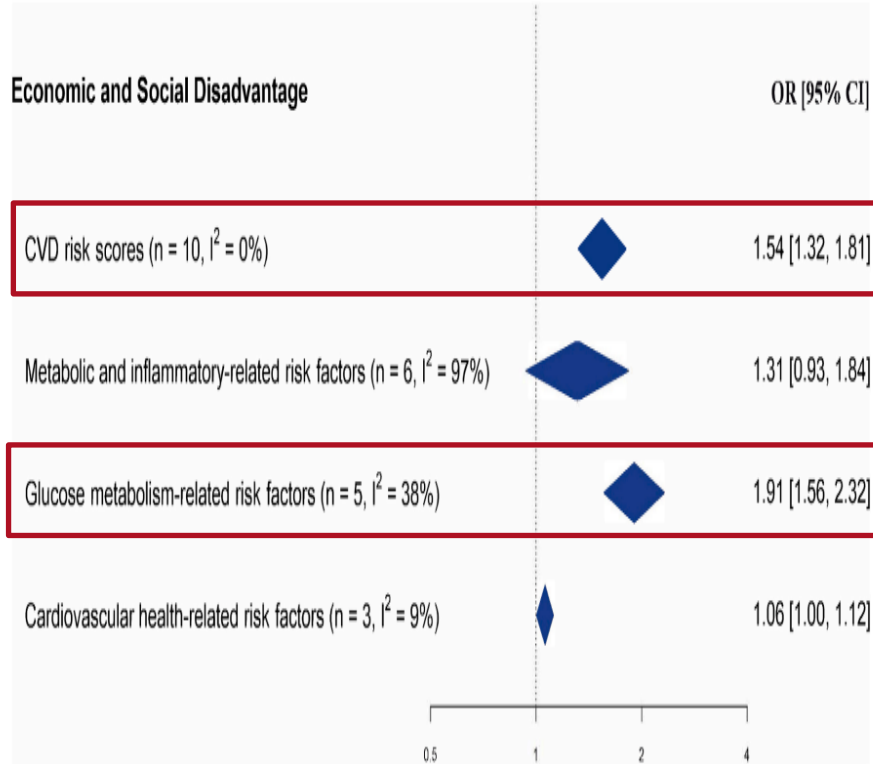 Economic and Social Disadvantage OR [95% CI]
CVD risk scores (n = 10, I² = 0%) 1.54 [1.32, 1.81]
Metabolic and inflammatory-related risk factors (n = 6, I² = 97%) 1.31 [0.93, 1.84]
Glucose metabolism-related risk factors (n = 5, I² = 38%) 1.91 [1.56, 2.32]
Cardiovascular health-related risk factors (n = 3, I² = 9%) 1.06 [1.00, 1.12]
0.5 1 2 4